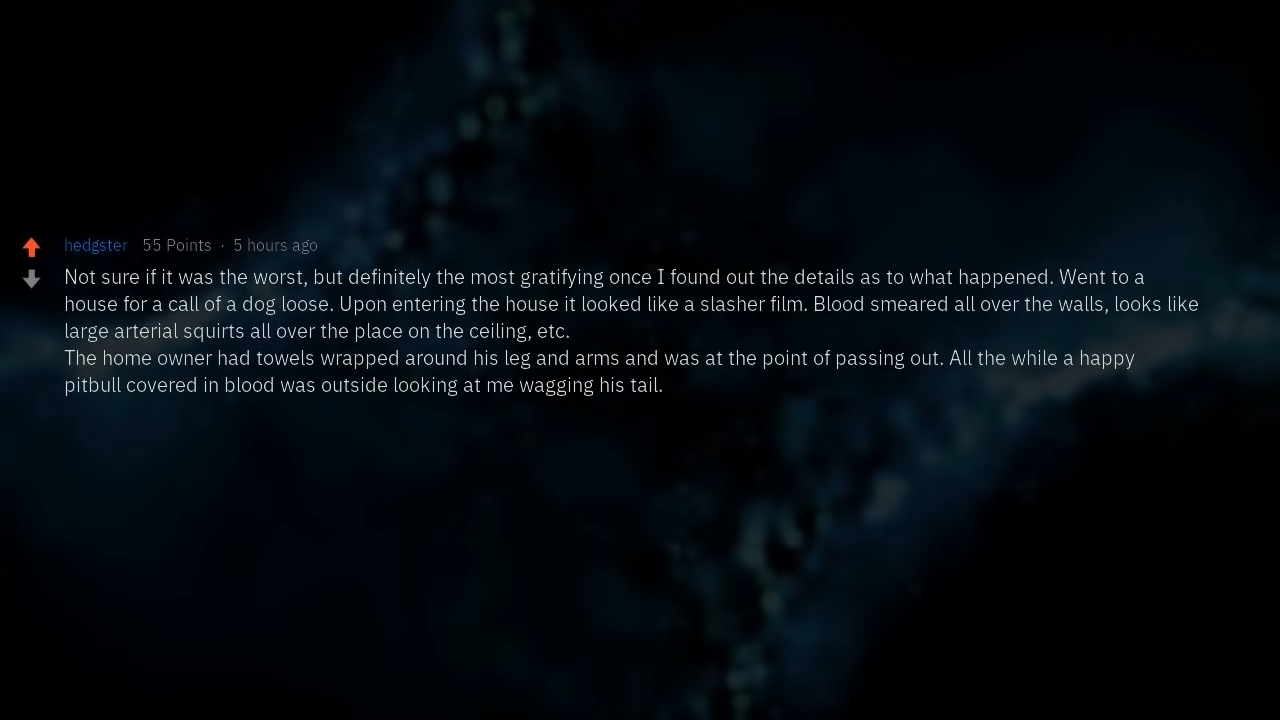 hedgster 55 Points · 5 hours ago
Not sure if it was the worst, but definitely the most gratifying once I found out the details as to what happened. Went to a
house for a call of a dog loose. Upon entering the house it looked like a slasher film. Blood smeared all over the walls, looks like
large arterial squirts all over the place on the ceiling, etc.
The home owner had towels wrapped around his leg and arms and was at the point of passing out. All the while a happy
pitbull covered in blood was outside looking at me wagging his tail.